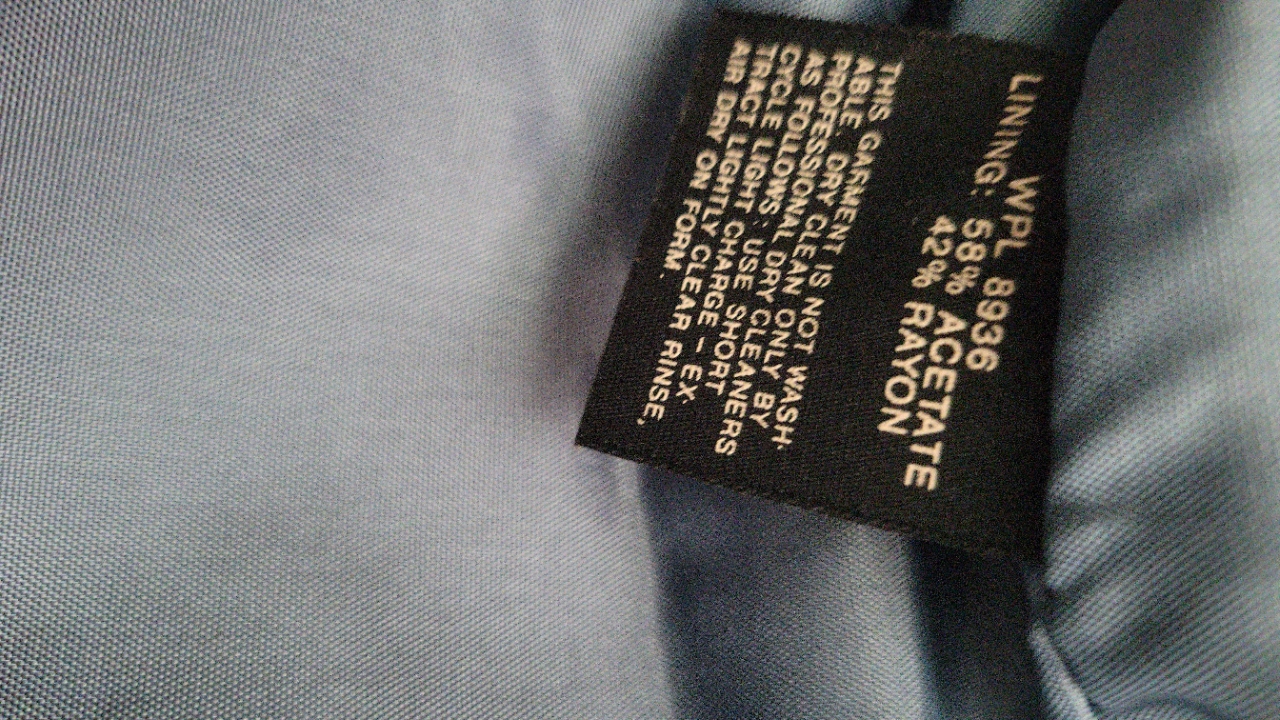 WPL 8936
LINING: 58% ACETATE
42% RAYON
THIS GARMENT IS NOT WASH-
ABLE. DRY CLEAN ONLY BY
PROFESSIONAL DRY CLEANERS
AS FOLLOWS: USE SHORT
CYCLE LIGHT CHARGE - EX-
TRACT LIGHTLY CLEAR RINSE.
AIR DRY ON FORM.